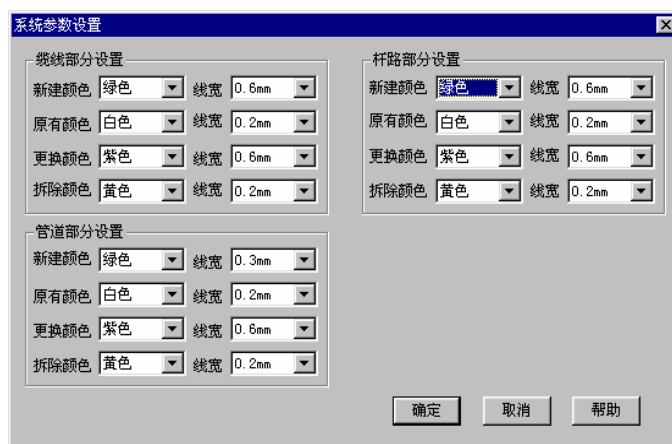 系统参数设置
缆线部分设置
新建颜色 绿色 线宽 0.6mm
原有颜色 白色 线宽 0.2mm
更换颜色 紫色 线宽 0.6mm
拆除颜色 黄色 线宽 0.2mm
杆路部分设置
新建颜色 绿色 线宽 0.6mm
原有颜色 白色 线宽 0.2mm
更换颜色 紫色 线宽 0.6mm
拆除颜色 黄色 线宽 0.2mm
管道部分设置
新建颜色 绿色 线宽 0.3mm
原有颜色 白色 线宽 0.2mm
更换颜色 紫色 线宽 0.6mm
拆除颜色 黄色 线宽 0.2mm
确定 取消 帮助